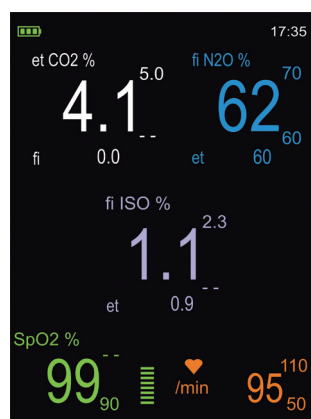 17:35
et CO2 % fi N2O %
4.1 5.0 -- 62 70 60
fi 0.0 et 60
fi ISO %
1.1 2.3 --
et 0.9
SpO2 %
99 -- 90 /min 95 110 50